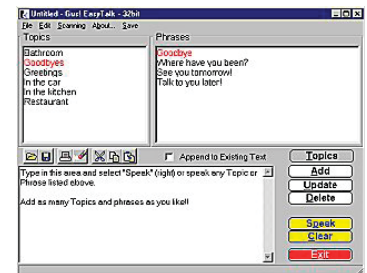 Untitled - Gus! EasyTalk - 32bit
File Edit Scanning About... Save
Topics
Bathroom
Goodbyes
Greetings
In the car
In the kitchen
Restaurant
Phrases
Goodbye
Where have you been?
See you tomorrow!
Talk to you later!
Append to Existing Text
Type in this area and select "Speak" (right) or speak any Topic or
Phrase listed above.
Add as many Topics and phrases as you like!!
Topics
Add
Update
Delete
Speak
Clear
Exit